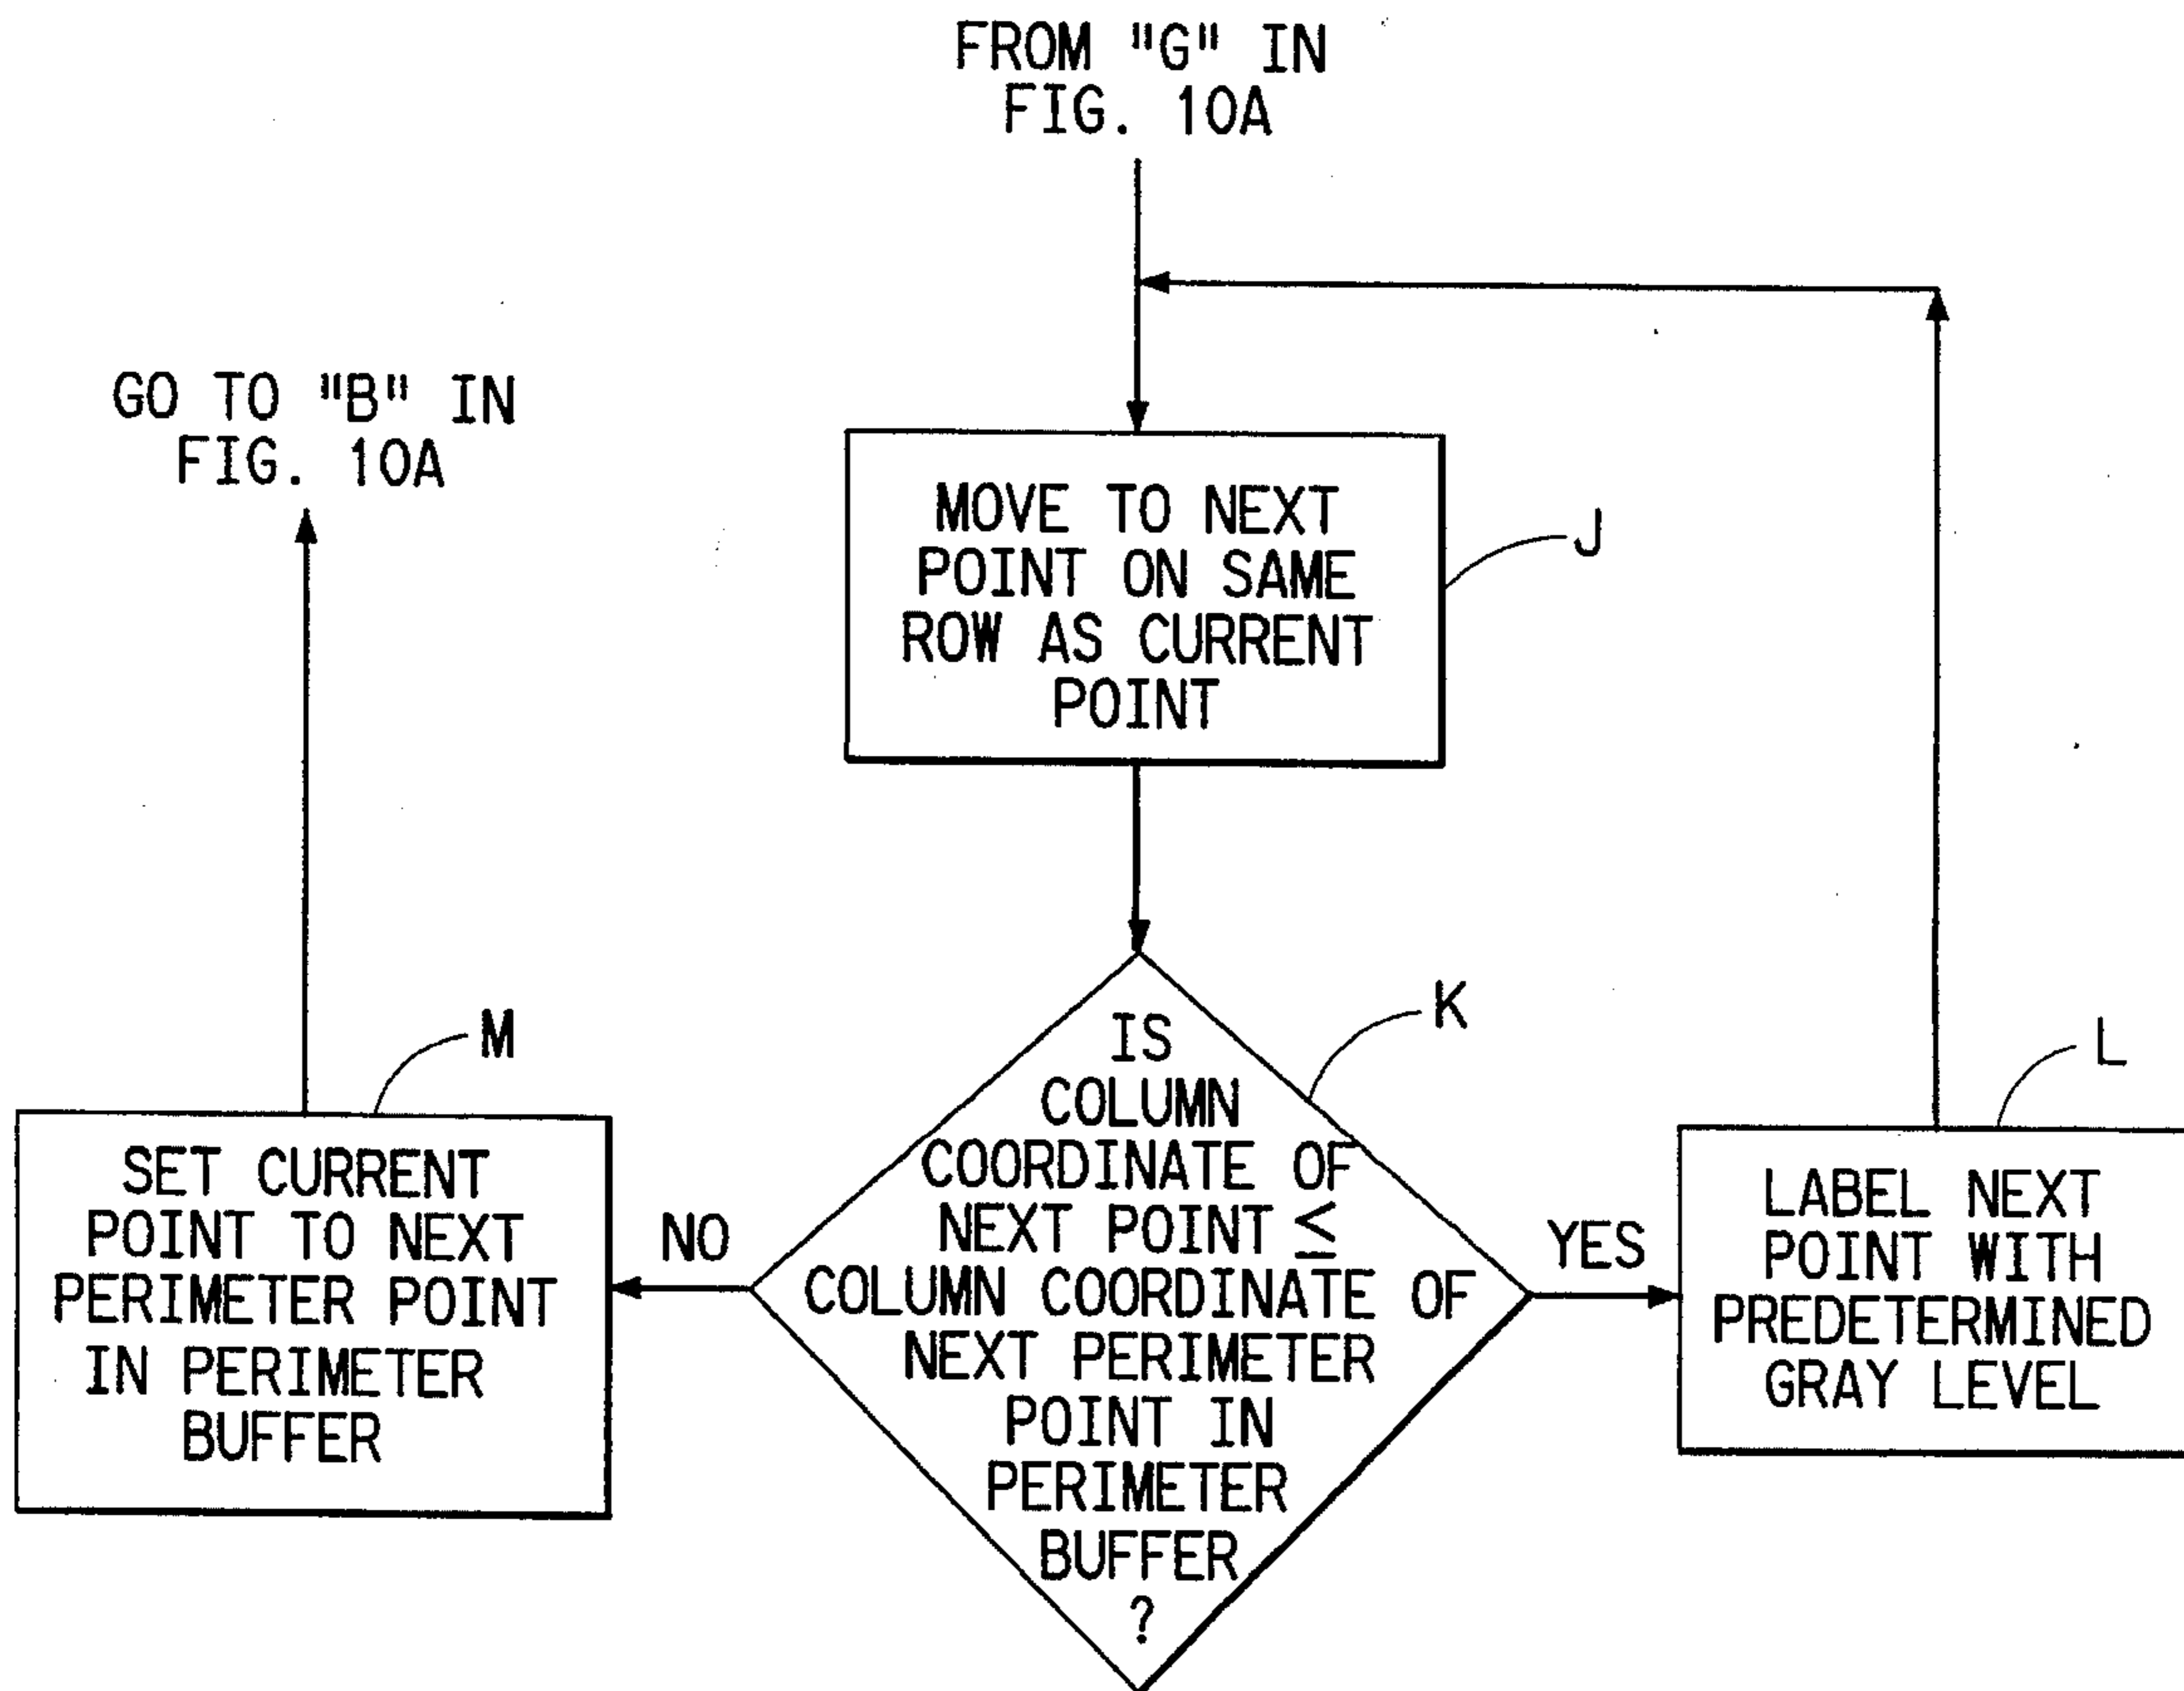 FROM "G" IN
FIG. 10A
GO TO "B" IN
FIG. 10A
MOVE TO NEXT
POINT ON SAME
ROW AS CURRENT
POINT
J
IS
COLUMN
COORDINATE OF
NEXT POINT ≤
COLUMN COORDINATE OF
NEXT PERIMETER
POINT IN
PERIMETER
BUFFER
?
K
NO
YES
M
SET CURRENT
POINT TO NEXT
PERIMETER POINT
IN PERIMETER
BUFFER
L
LABEL NEXT
POINT WITH
PREDETERMINED
GRAY LEVEL